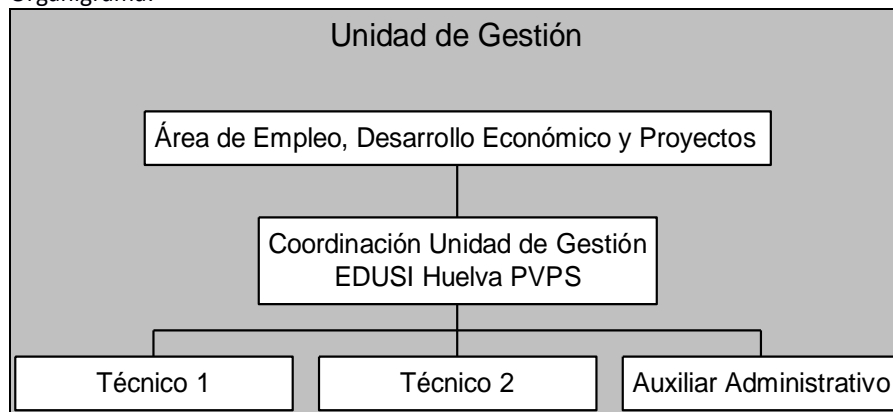 Organigrama:
Unidad de Gestión
Área de Empleo, Desarrollo Económico y Proyectos
Coordinación Unidad de Gestión
EDUSI Huelva PVPS
Técnico 1
Técnico 2
Auxiliar Administrativo